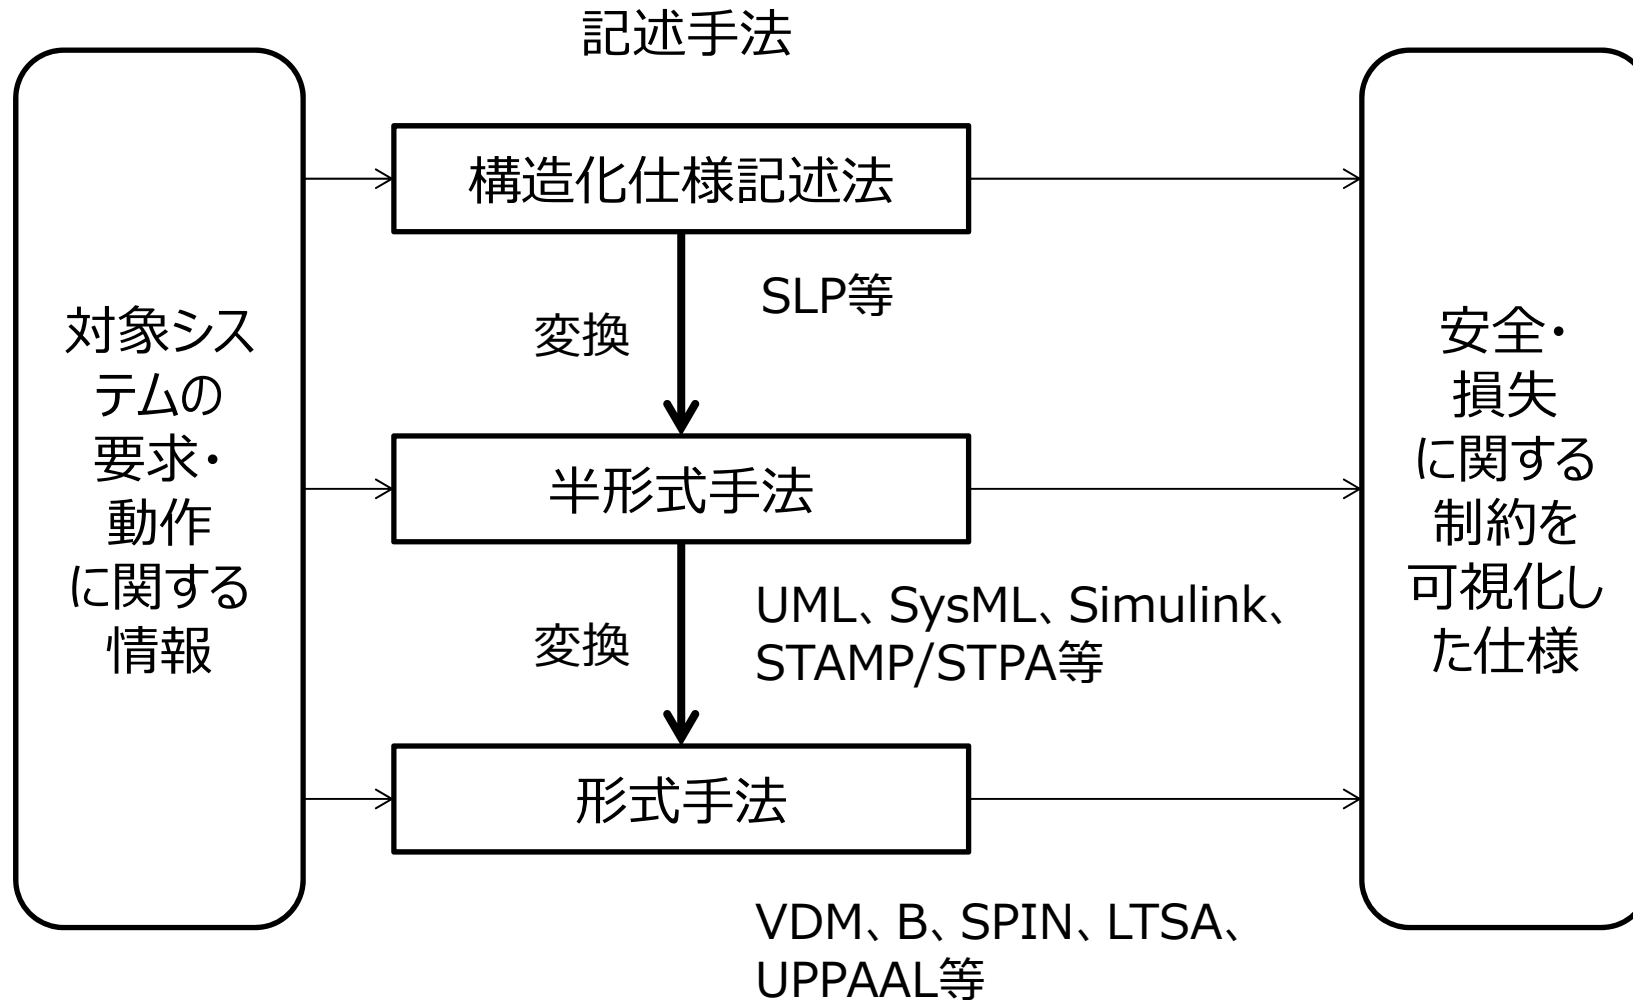 記述手法
対象シス
テムの
要求・
動作
に関する
情報
構造化仕様記述法
SLP等
変換
半形式手法
UML、SysML、Simulink、
STAMP/STPA等
変換
形式手法
VDM、B、SPIN、LTSA、
UPPAAL等
安全・
損失
に関する
制約を
可視化し
た仕様